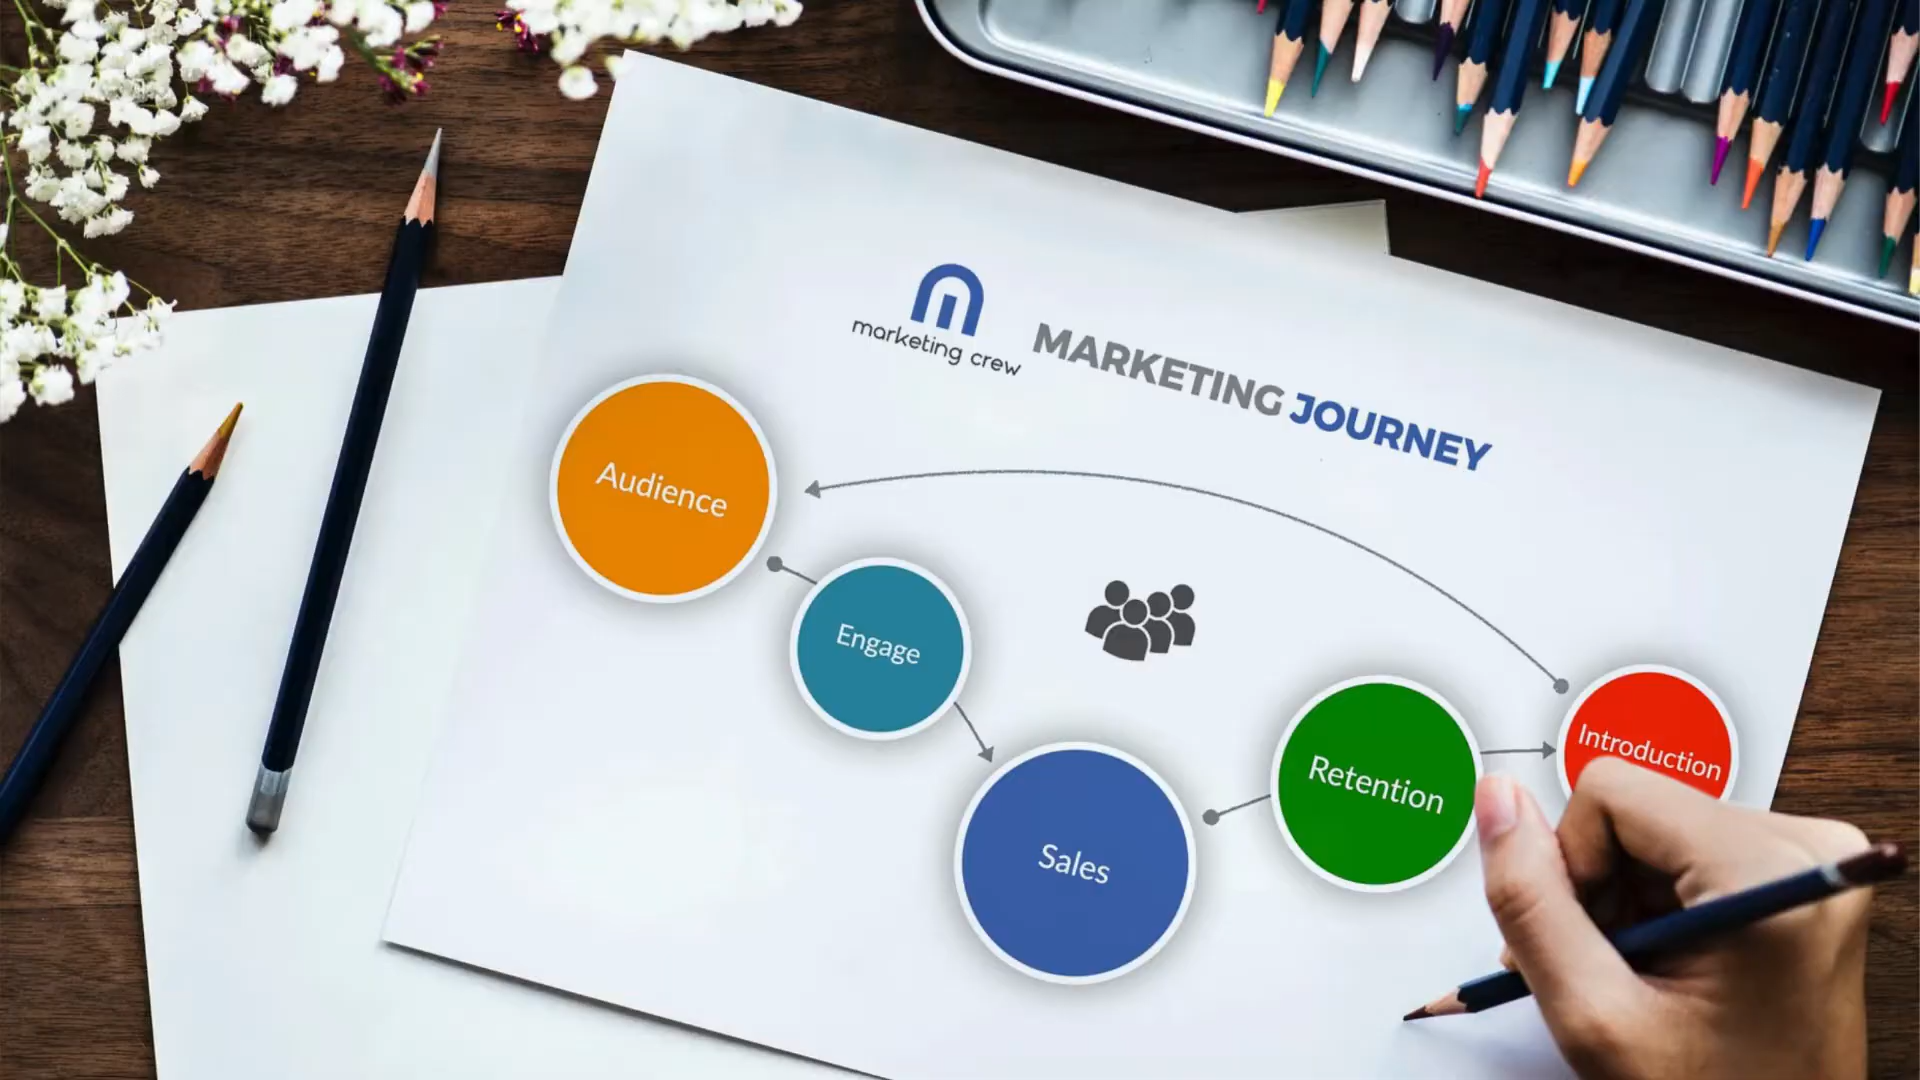 marketing crew
MARKETING JOURNEY
Audience
Engage
Sales
Retention
Introduction